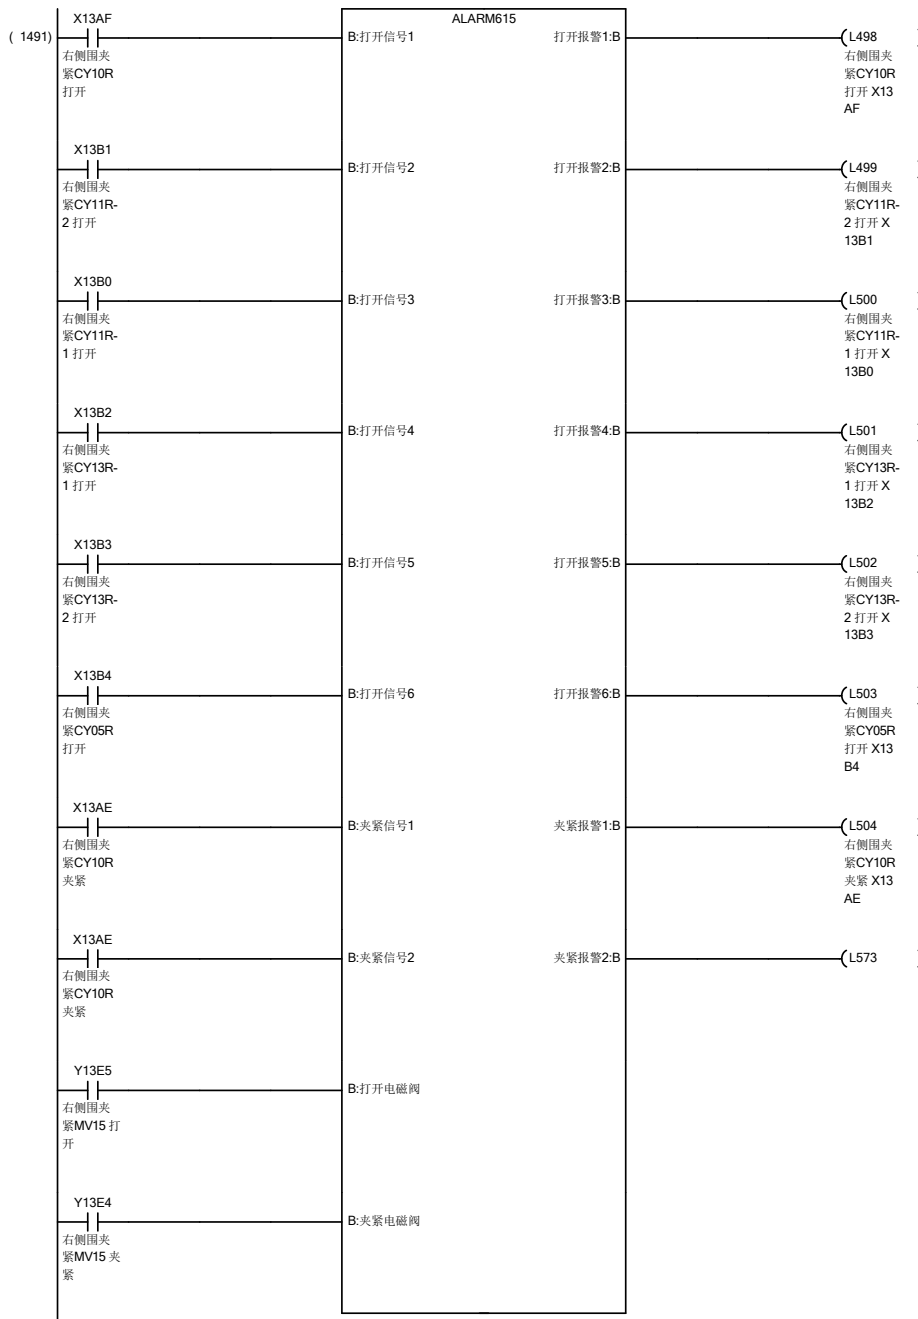 X13AF
ALARM615
( 1491)
B:打开信号1
打开报警1:B
L498
右侧围夹
紧CY10R
打开
右侧围夹
紧CY10R
打开 X13
AF
X13B1
B:打开信号2
打开报警2:B
L499
右侧围夹
紧CY11R-
2 打开
右侧围夹
紧CY11R-
2 打开 X
13B1
X13B0
B:打开信号3
打开报警3:B
L500
右侧围夹
紧CY11R-
1 打开
右侧围夹
紧CY11R-
1 打开 X
13B0
X13B2
B:打开信号4
打开报警4:B
L501
右侧围夹
紧CY13R-
1 打开
右侧围夹
紧CY13R-
1 打开 X
13B2
X13B3
B:打开信号5
打开报警5:B
L502
右侧围夹
紧CY13R-
2 打开
右侧围夹
紧CY13R-
2 打开 X
13B3
X13B4
B:打开信号6
打开报警6:B
L503
右侧围夹
紧CY05R
打开
右侧围夹
紧CY05R
打开 X13
B4
X13AE
B:夹紧信号1
夹紧报警1:B
L504
右侧围夹
紧CY10R
夹紧
右侧围夹
紧CY10R
夹紧 X13
AE
X13AE
B:夹紧信号2
夹紧报警2:B
L573
右侧围夹
紧CY10R
夹紧
Y13E5
B:打开电磁阀
右侧围夹
紧MV15 打
开
Y13E4
B:夹紧电磁阀
右侧围夹
紧MV15 夹
紧